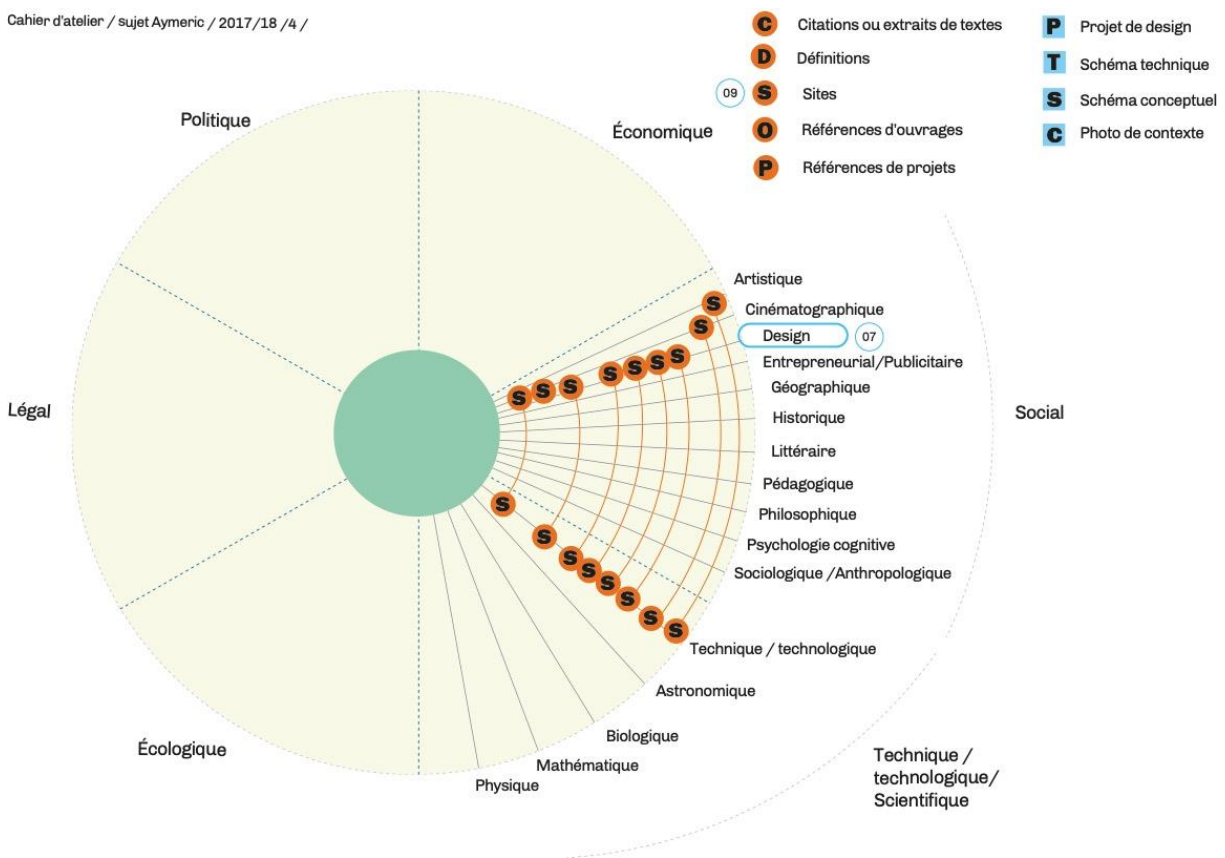 Cahier d'atelier / sujet Aymeric / 2017/18 /4 /
C Citations ou extraits de textes
D Définitions
09 S Sites
O Références d'ouvrages
P Références de projets
P Projet de design
T Schéma technique
S Schéma conceptuel
C Photo de contexte
Politique
Économique
Légal
Écologique
Social
Technique /
technologique/
Scientifique
Artistique
Cinématographique
Design 07
Entrepreneurial/Publicitaire
Géographique
Historique
Littéraire
Pédagogique
Philosophique
Psychologie cognitive
Sociologique /Anthropologique
Technique / technologique
Astronomique
Biologique
Mathématique
Physique
S
S
S S S S S S S
S
S
S
S
S
S
S
S